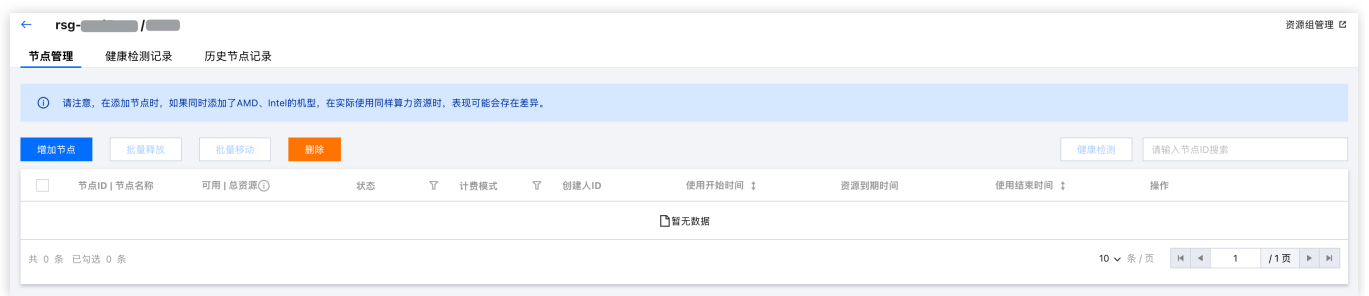 rsg- /
资源组管理
节点管理 健康检测记录 历史节点记录
请注意，在添加节点时，如果同时添加了AMD、Intel的机型，在实际使用同样算力资源时，表现可能会存在差异。
增加节点 批量释放 批量移动 删除 健康检测 请输入节点ID搜索
节点ID | 节点名称 可用 | 总资源 状态 计费模式 创建人ID 使用开始时间 资源到期时间 使用结束时间 操作
暂无数据
共 0 条 已勾选 0 条 10 条 / 页 1 / 1 页